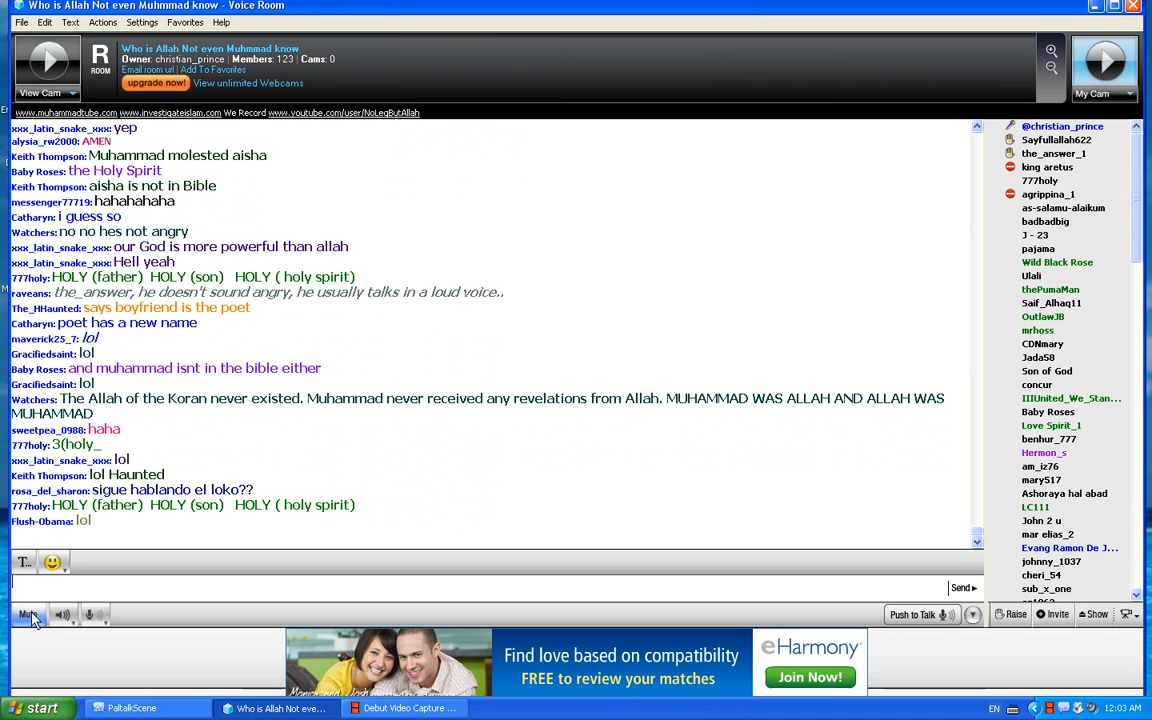 Who is Allah Not even Muhmmad know - Voice Room
File Edit Text Actions Settings Favorites Help
View Cam
R
ROOM
Who is Allah Not even Muhmmad know
Owner: christian_prince | Members: 123 | Cams: 0
Email room url | Add To Favorites
upgrade now! View unlimited Webcams
My Cam
www.muhammadtube.com www.investigateislam.com We Record www.youtube.com/user/NoLegButAllah
xxx_latin_snake_xxx: yep
alysia_rw2000: AMEN
Keith Thompson: Muhammad molested aisha
Baby Roses: the Holy Spirit
Keith Thompson: aisha is not in Bible
messenger77719: hahahahaha
Catharyn: i guess so
Watchers: no no hes not angry
xxx_latin_snake_xxx: our God is more powerful than allah
xxx_latin_snake_xxx: Hell yeah
777holy: HOLY (father) HOLY (son) HOLY ( holy spirit)
raveans: the_answer, he doesn't sound angry, he usually talks in a loud voice..
The_HHaunted: says boyfriend is the poet
Catharyn: poet has a new name
maverick25_7: lol
Gracifiedsaint: lol
Baby Roses: and muhammad isnt in the bible either
Gracifiedsaint: lol
Watchers: The Allah of the Koran never existed. Muhammad never received any revelations from Allah. MUHAMMAD WAS ALLAH AND ALLAH WAS
MUHAMMAD
sweetpea_0988: haha
777holy: 3(holy_
xxx_latin_snake_xxx: lol
Keith Thompson: lol Haunted
rosa_del_sharon: sigue hablando el loko??
777holy: HOLY (father) HOLY (son) HOLY ( holy spirit)
Flush-Obama: lol
@christian_prince
Sayfullallah622
the_answer_1
king aretus
777holy
agrippina_1
as-salamu-alaikum
badbadbig
J - 23
pajama
Wild Black Rose
Ulali
thePumaMan
Saif_Alhaq11
OutlawJB
mrhoss
CDNmary
Jada58
Son of God
concur
IIIUnited_We_Stan...
Baby Roses
Love Spirit_1
benhur_777
Hermon_s
am_iz76
mary517
Ashoraya hal abad
LC111
John 2 u
mar elias_2
Evang Ramon De J...
johnny_1037
cheri_54
sub_x_one
T...
Send
Mute
Push to Talk
Raise Invite Show
Find love based on compatibility
FREE to review your matches
eHarmony
Join Now!
start PaltalkScene Who is Allah Not eve... Debut Video Capture ... EN 12:03 AM